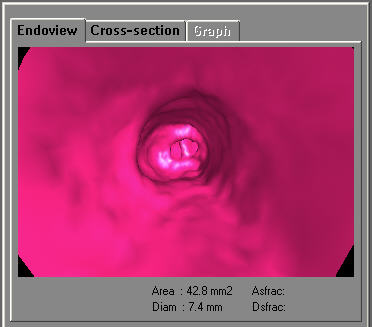 Endoview Cross-section Graph
Area : 42.8 mm2 Asfrac:
Diam : 7.4 mm Dsfrac: